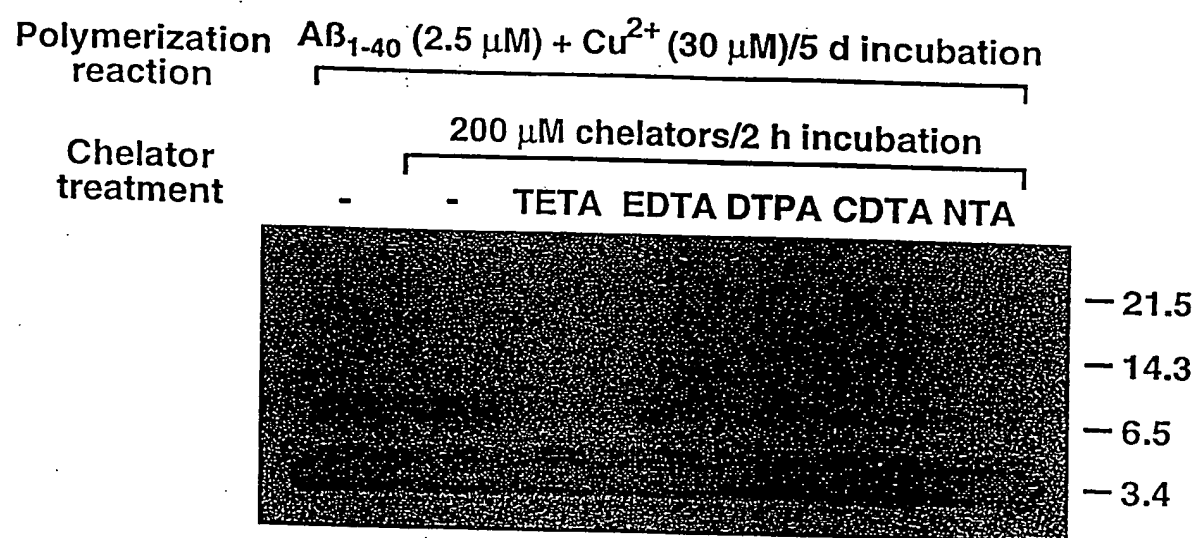 Polymerization reaction
Aß1-40 (2.5 µM) + Cu2+ (30 µM)/5 d incubation
Chelator treatment
200 µM chelators/2 h incubation
- - TETA EDTA DTPA CDTA NTA
21.5
14.3
6.5
3.4